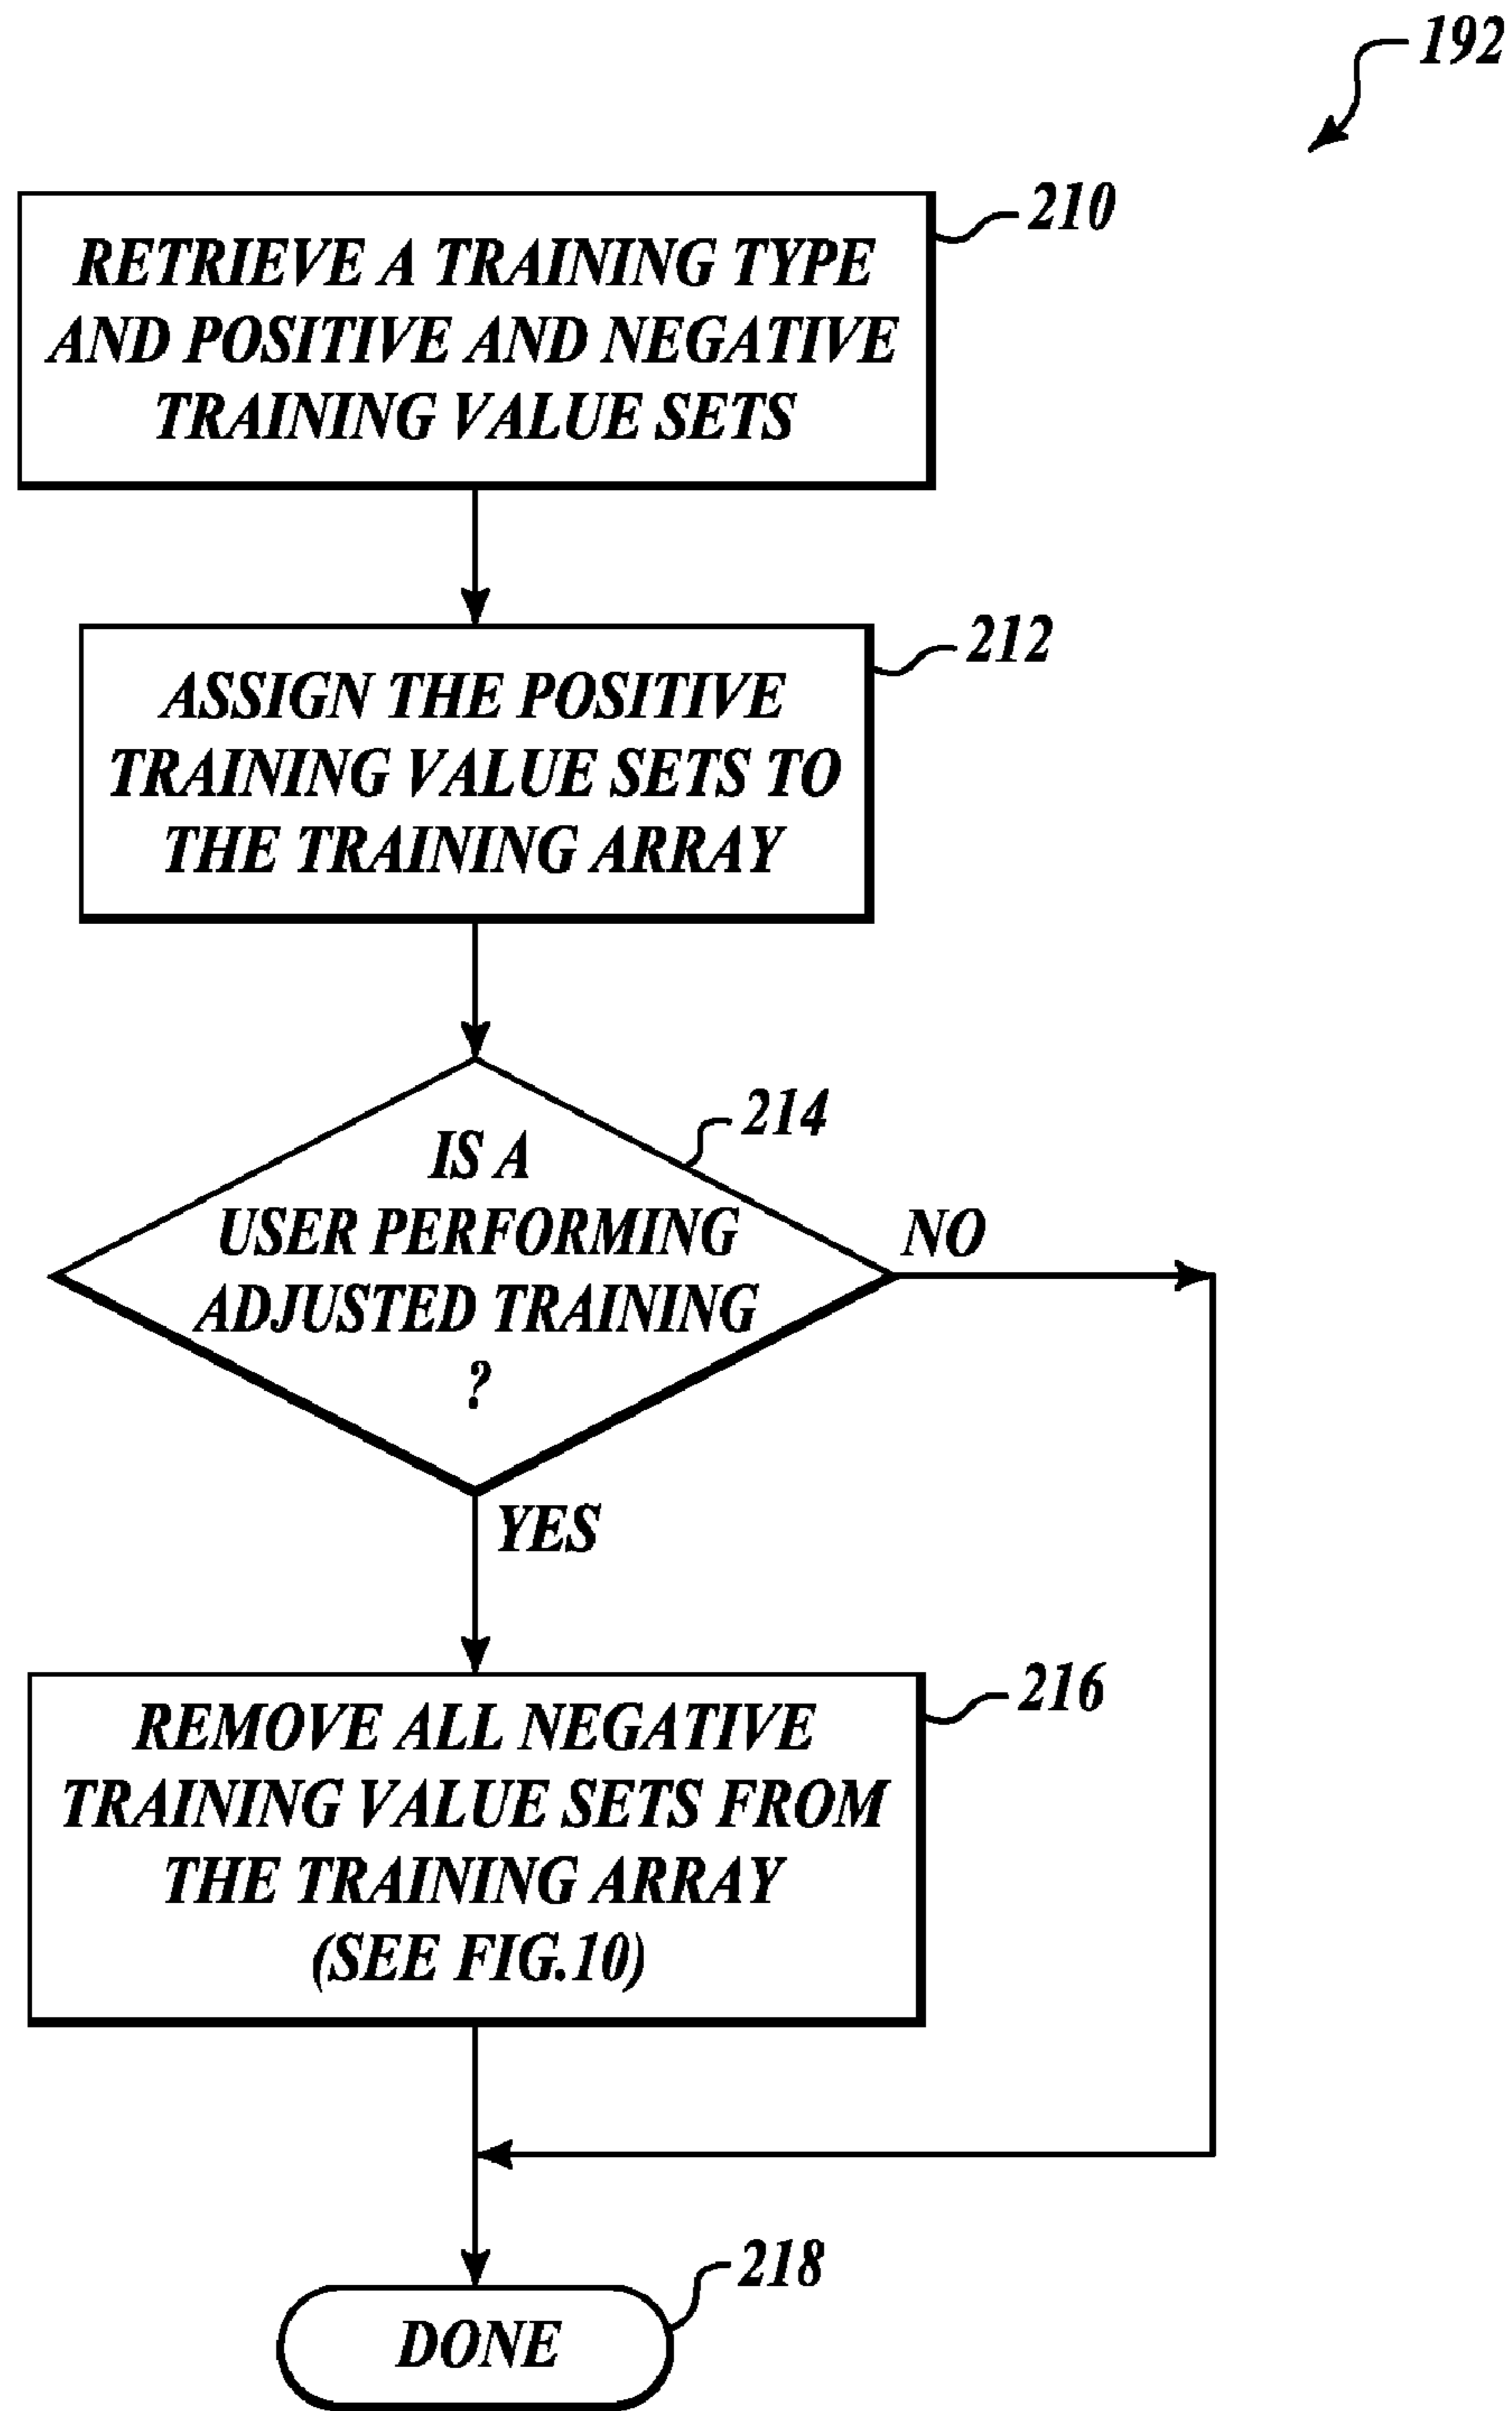 192
210
RETRIEVE A TRAINING TYPE
AND POSITIVE AND NEGATIVE
TRAINING VALUE SETS
212
ASSIGN THE POSITIVE
TRAINING VALUE SETS TO
THE TRAINING ARRAY
214
IS A
USER PERFORMING
ADJUSTED TRAINING
?
NO
YES
216
REMOVE ALL NEGATIVE
TRAINING VALUE SETS FROM
THE TRAINING ARRAY
(SEE FIG.10)
218
DONE